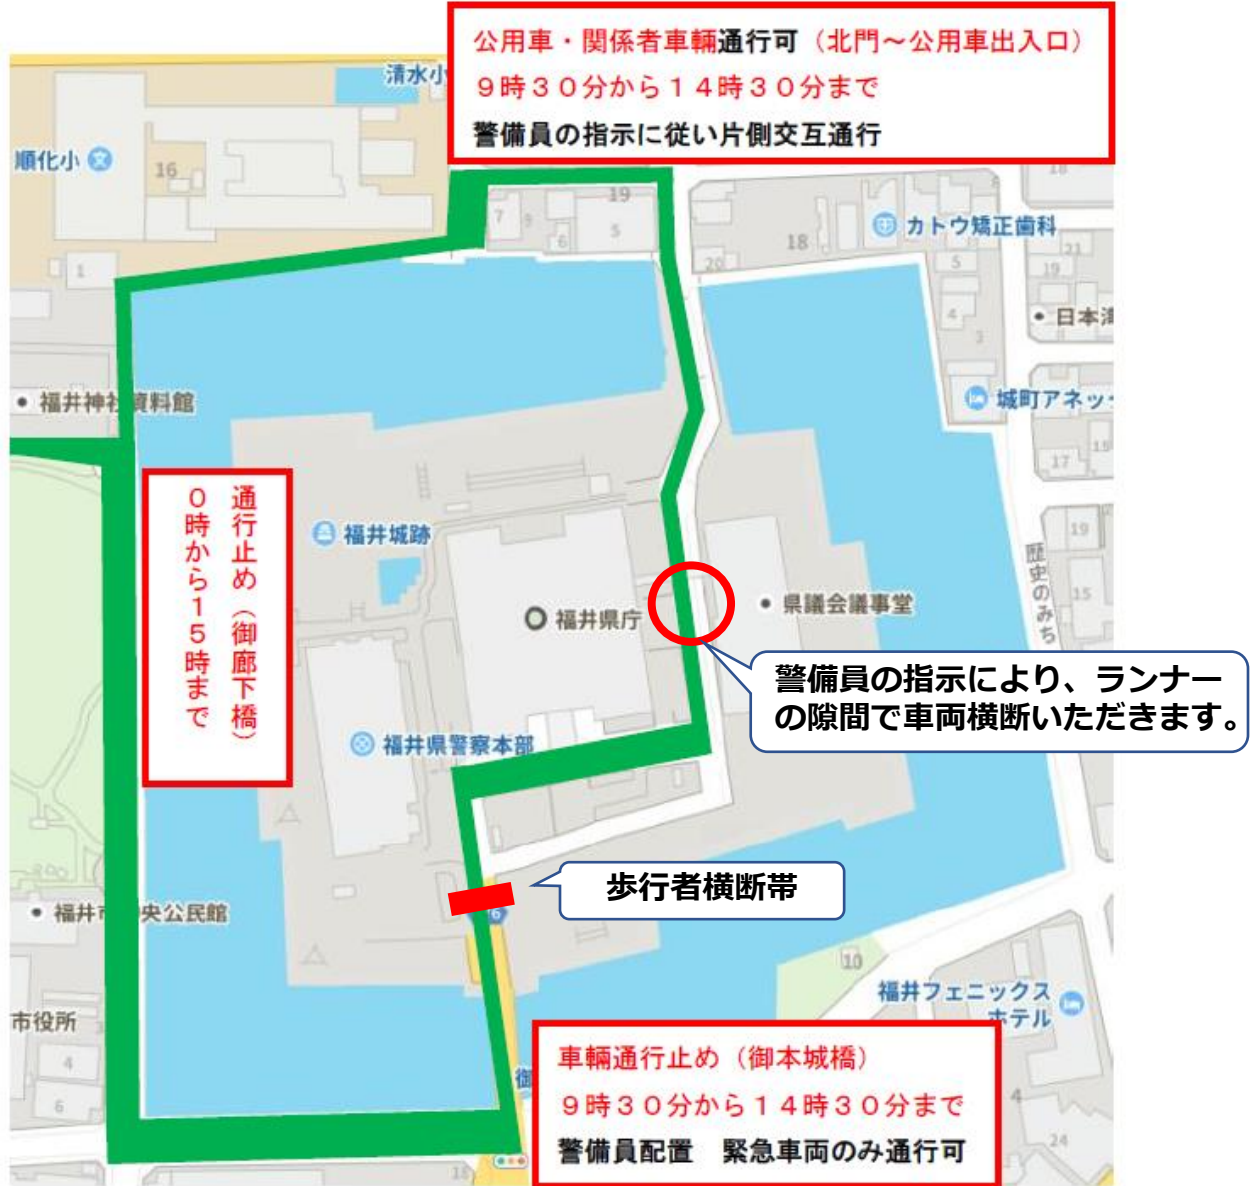 公用車・関係者車輛通行可（北門～公用車出入口）
９時３０分から１４時３０分まで
警備員の指示に従い片側交互通行
清水小
順化小
文
16
19
7
9
6
5
18
18
カトウ矯正歯科
20
5
21
19
1
4
3
日本海
福井神社資料館
城町アネッ
17
15
通行止め（御廊下橋）
０時から１５時まで
福井城跡
19
歴史のみち
15
福井県庁
県議会議事堂
警備員の指示により、ランナー
の隙間で車両横断いただきます。
福井県警察本部
歩行者横断帯
6
福井市中央公民館
10
福井フェニックス
ホテル
市役所
4
6
御
車輛通行止め（御本城橋）
９時３０分から１４時３０分まで
警備員配置　緊急車両のみ通行可
4
24
18